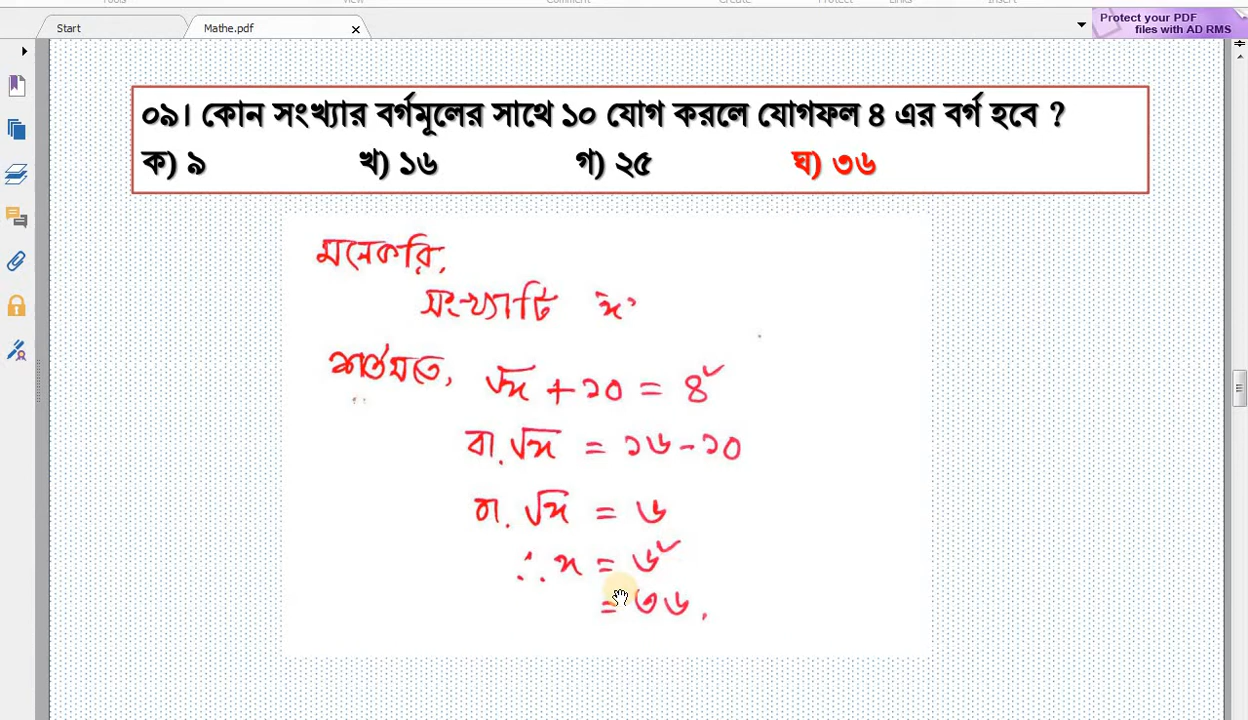 Start
Mathe.pdf
Protect your PDF
files with AD RMS
০৯। কোন সংখ্যার বর্গমূলের সাথে ১০ যোগ করলে যোগফল ৪ এর বর্গ হবে ?
ক) ৯ খ) ১৬ গ) ২৫ ঘ) ৩৬
মনেকরি,
সংখ্যাটি x
শর্তমতে, √x + ১০ = ৪²
বা. √x = ১৬ - ১০
বা. √x = ৬
∴ x = ৬²
= ৩৬.